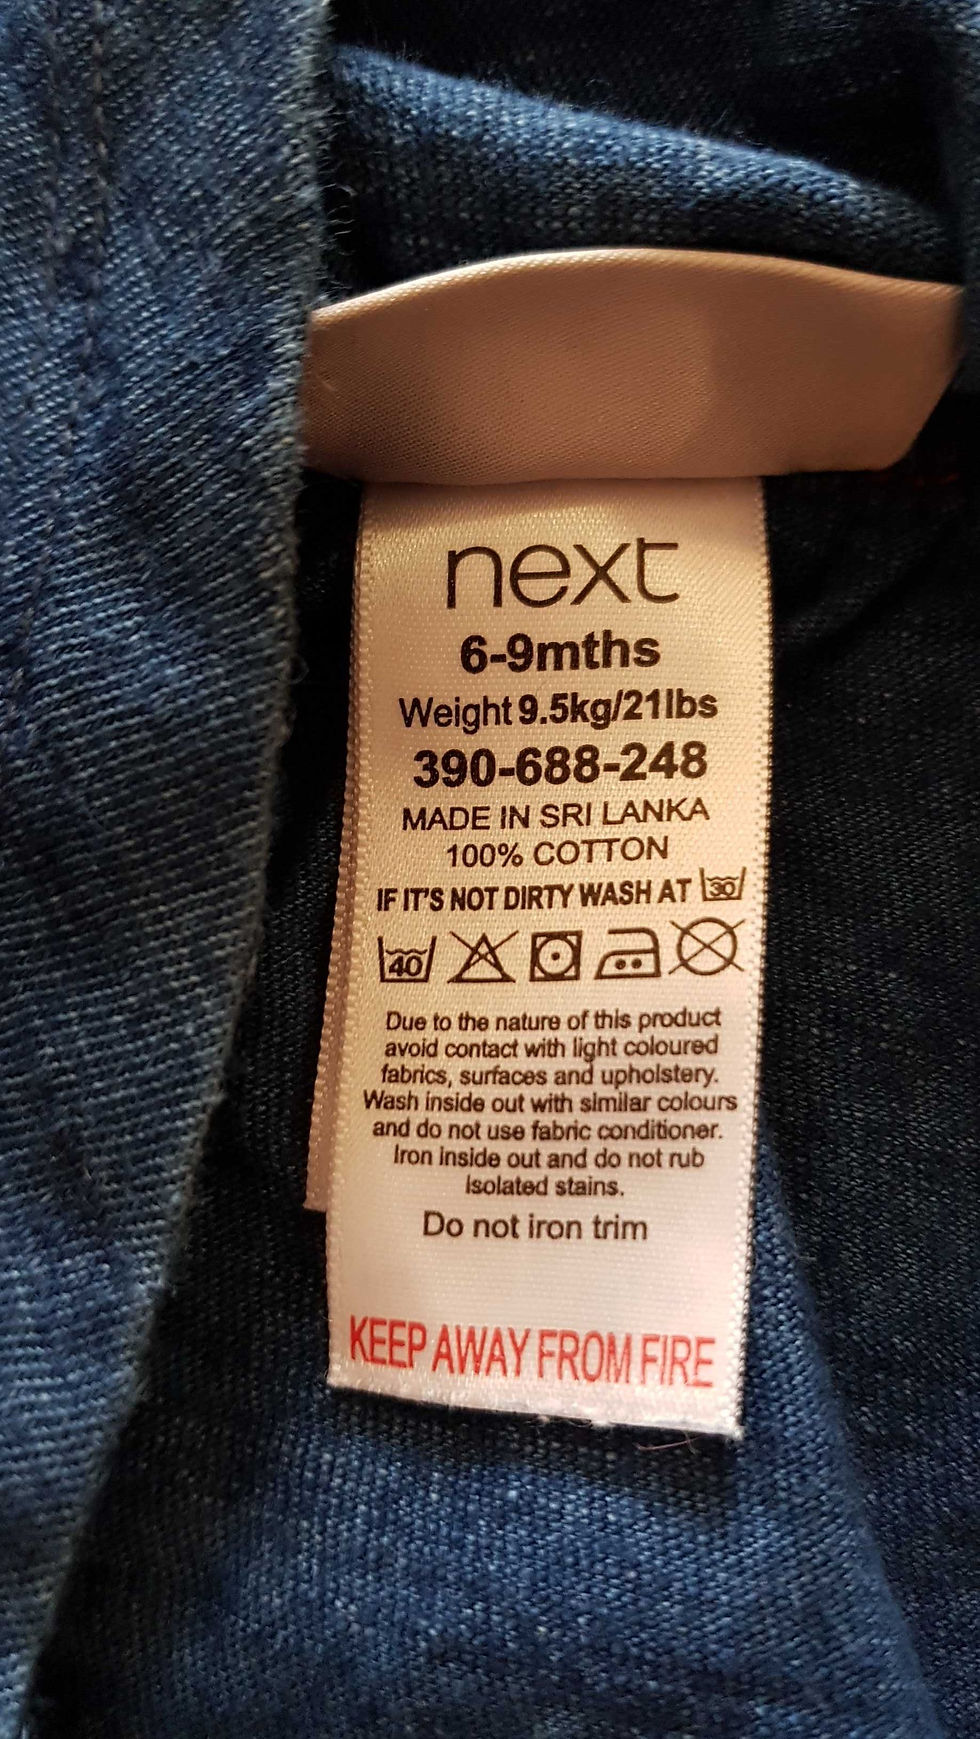 next
6-9mths
Weight 9.5kg/21lbs
390-688-248
MADE IN SRI LANKA
100% COTTON
IF IT'S NOT DIRTY WASH AT 30
40
Due to the nature of this product
avoid contact with light coloured
fabrics, surfaces and upholstery.
Wash inside out with similar colours
and do not use fabric conditioner.
Iron inside out and do not rub
isolated stains.
Do not iron trim
KEEP AWAY FROM FIRE